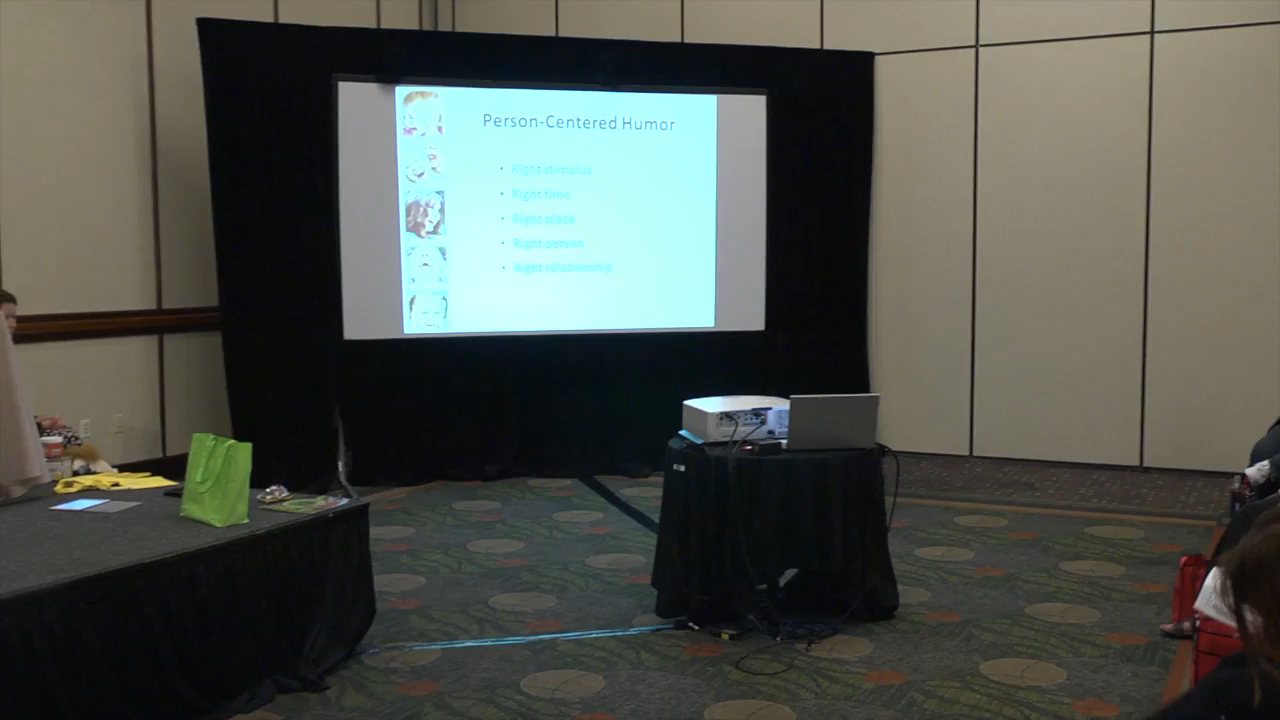 Person-Centered Humor
• Right stimulus
• Right time
• Right place
• Right person
• Right relationship